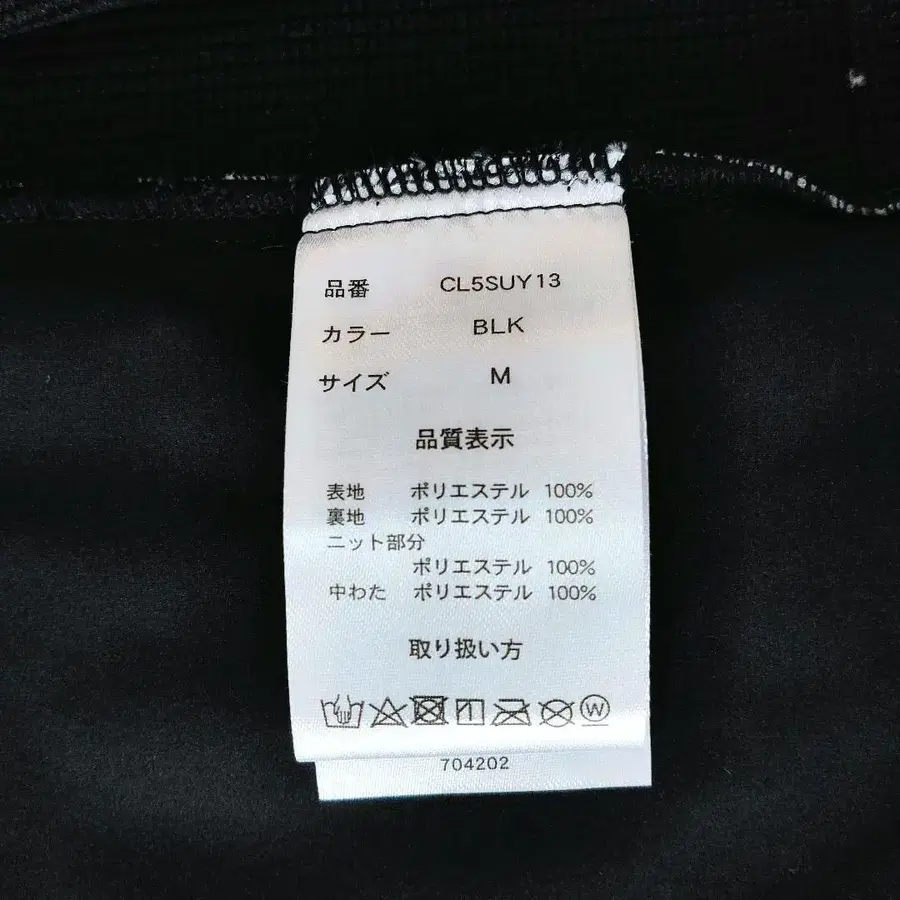 品番 CL5SUY13
カラー BLK
サイズ M
品質表示
表地 ポリエステル 100%
裏地 ポリエステル 100%
ニット部分
ポリエステル 100%
中わた ポリエステル 100%
取り扱い方
W
704202